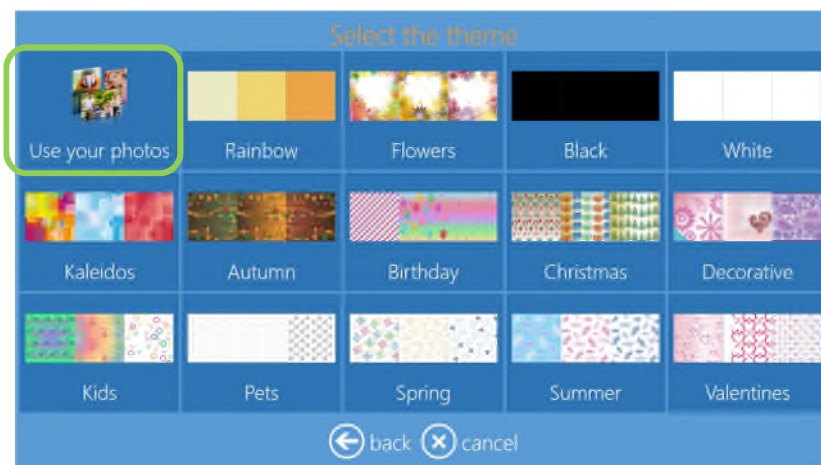 Select the theme
Use your photos
Rainbow
Flowers
Black
White
Kaleidos
Autumn
Birthday
Christmas
Decorative
Kids
Pets
Spring
Summer
Valentines
back
cancel